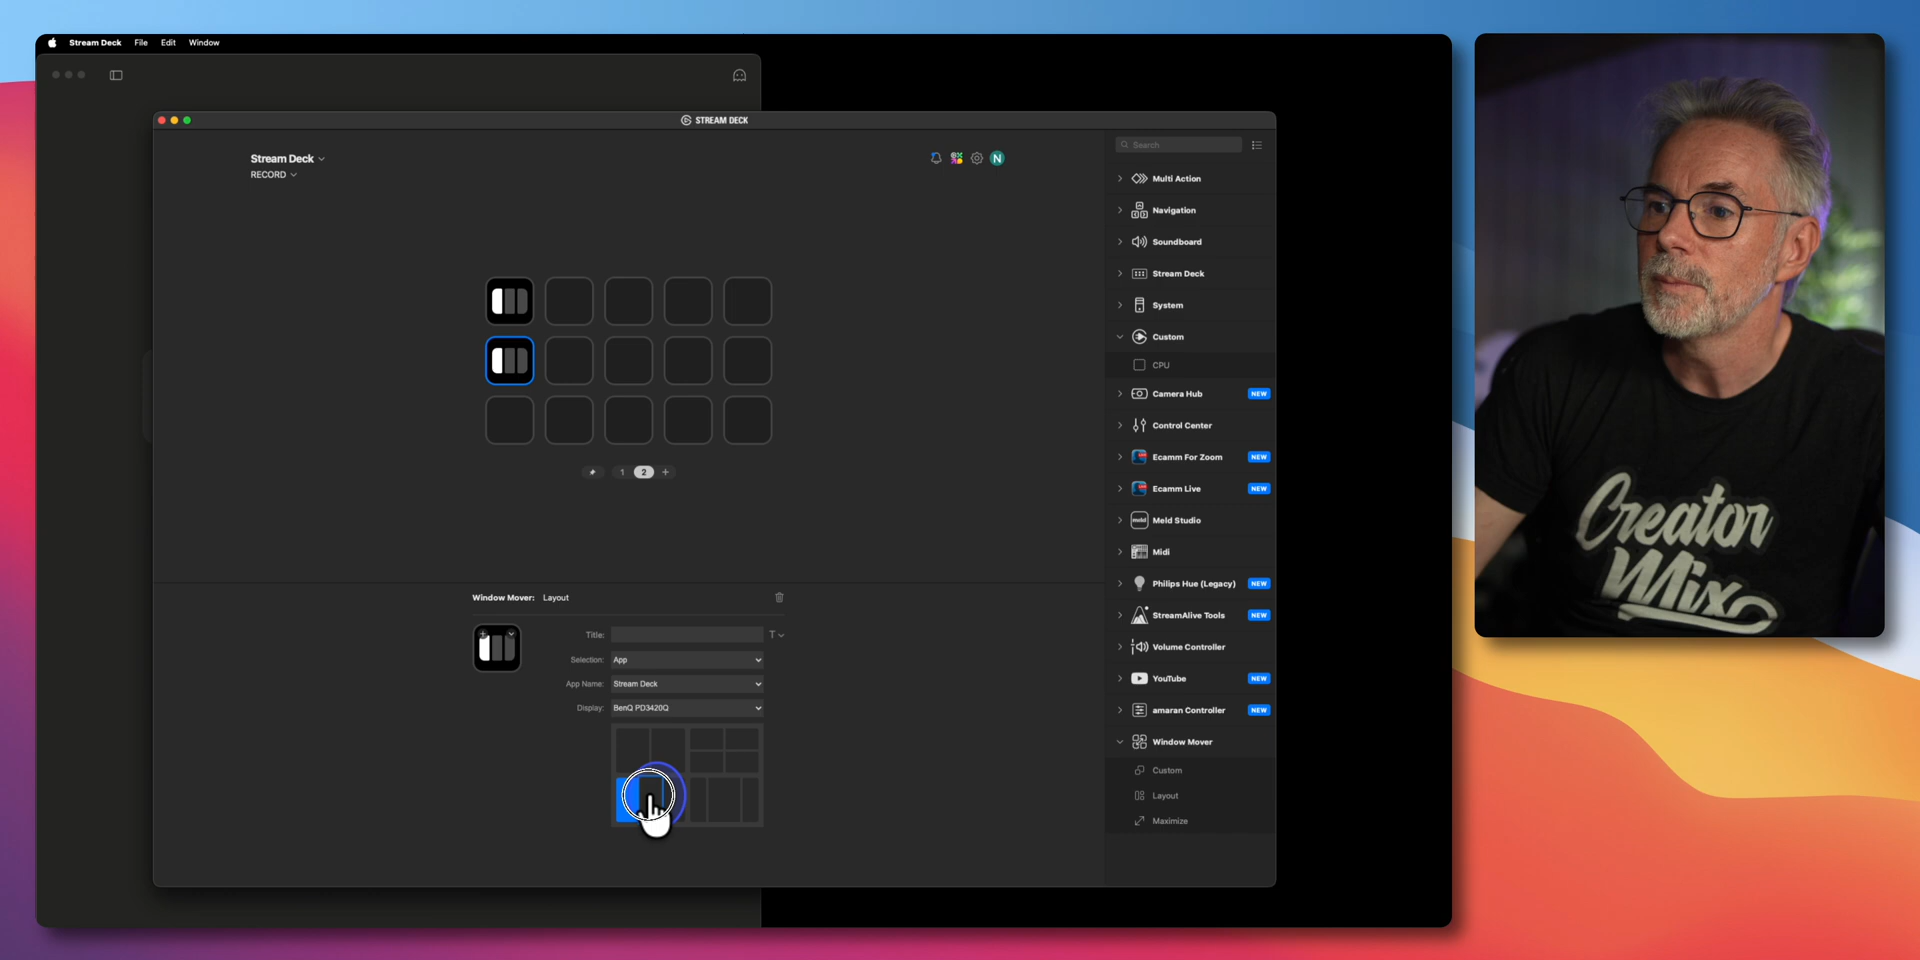 Stream Deck File Edit Window
STREAM DECK
Stream Deck
RECORD
N
Search
Multi Action
Navigation
Soundboard
Stream Deck
System
Custom
CPU
Camera Hub NEW
Control Center
Ecamm For Zoom NEW
Ecamm Live NEW
meld Meld Studio
Midi
Philips Hue (Legacy) NEW
StreamAlive Tools NEW
Volume Controller
YouTube NEW
amaran Controller NEW
Window Mover
Custom
Layout
Maximize
1 2 +
Window Mover: Layout
Title: T
Selection: App
App Name: Stream Deck
Display: BenQ PD3420Q
Creator
Mix